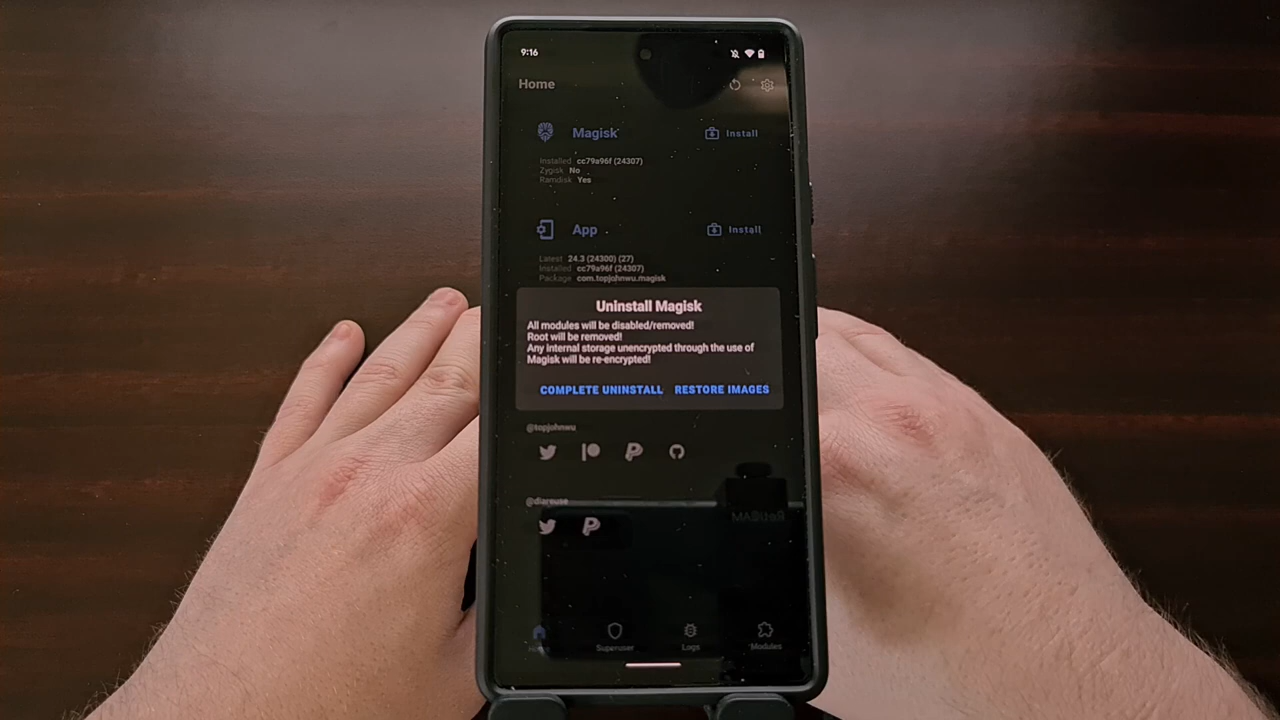 9:16
Home
Magisk
Install
Installed cc79a96f (24307)
Zygisk No
Ramdisk Yes
App
Install
Latest 24.3 (24300) (27)
Installed cc79a96f (24307)
Package com.topjohnwu.magisk
Uninstall Magisk
All modules will be disabled/removed!
Root will be removed!
Any internal storage unencrypted through the use of
Magisk will be re-encrypted!
COMPLETE UNINSTALL RESTORE IMAGES
@topjohnwu
@diareuse
Home Superuser Logs Modules